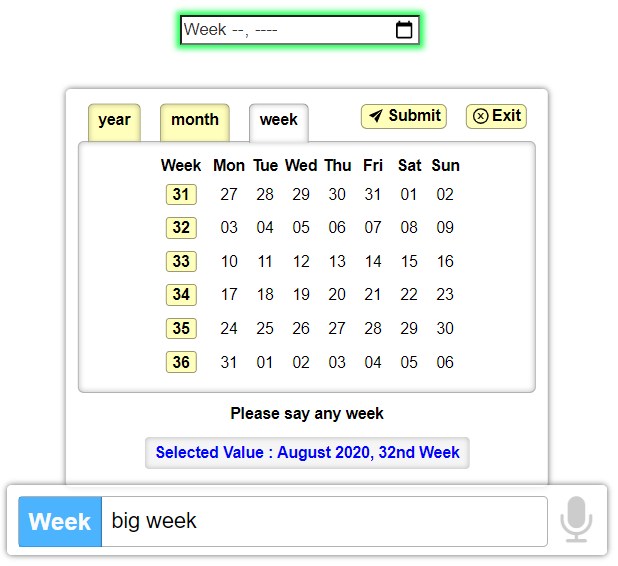 Week --, ----
year month week Submit Exit
Week Mon Tue Wed Thu Fri Sat Sun
31 27 28 29 30 31 01 02
32 03 04 05 06 07 08 09
33 10 11 12 13 14 15 16
34 17 18 19 20 21 22 23
35 24 25 26 27 28 29 30
36 31 01 02 03 04 05 06
Please say any week
Selected Value : August 2020, 32nd Week
Week big week